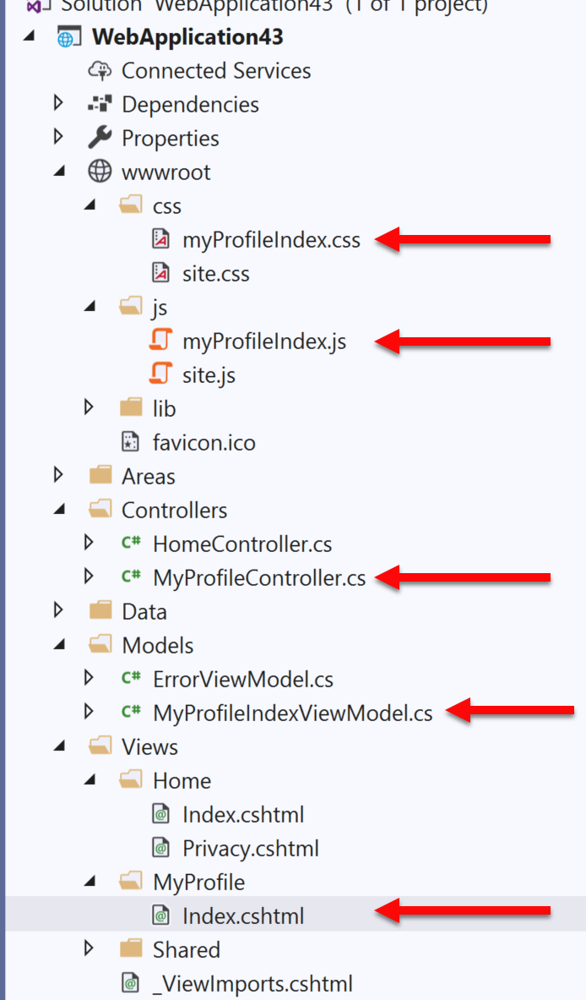 Solution 'WebApplication43' (1 of 1 project)
WebApplication43
Connected Services
Dependencies
Properties
wwwroot
css
myProfileIndex.css
site.css
js
myProfileIndex.js
site.js
lib
favicon.ico
Areas
Controllers
C# HomeController.cs
C# MyProfileController.cs
Data
Models
C# ErrorViewModel.cs
C# MyProfileIndexViewModel.cs
Views
Home
@ Index.cshtml
@ Privacy.cshtml
MyProfile
@ Index.cshtml
Shared
@ _ViewImports.cshtml